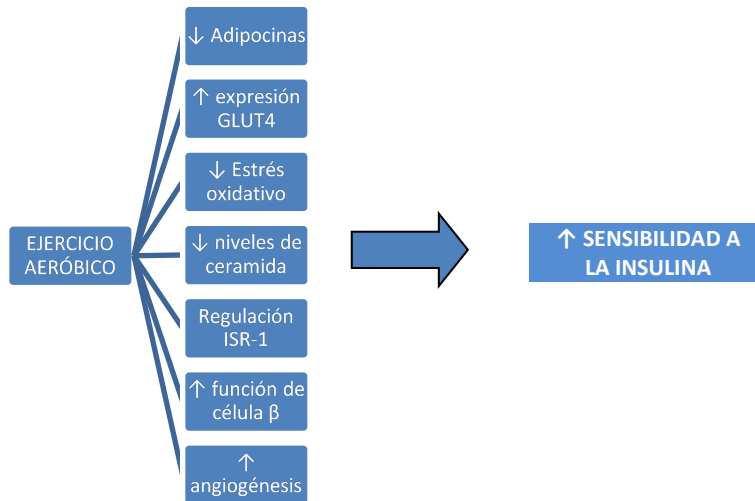 ↓ Adipocinas
↑ expresión
GLUT4
↓ Estrés
oxidativo
EJERCICIO
AERÓBICO
↓ niveles de
ceramida
Regulación
ISR-1
↑ función de
célula β
↑
angiogénesis
↑ SENSIBILIDAD A
LA INSULINA